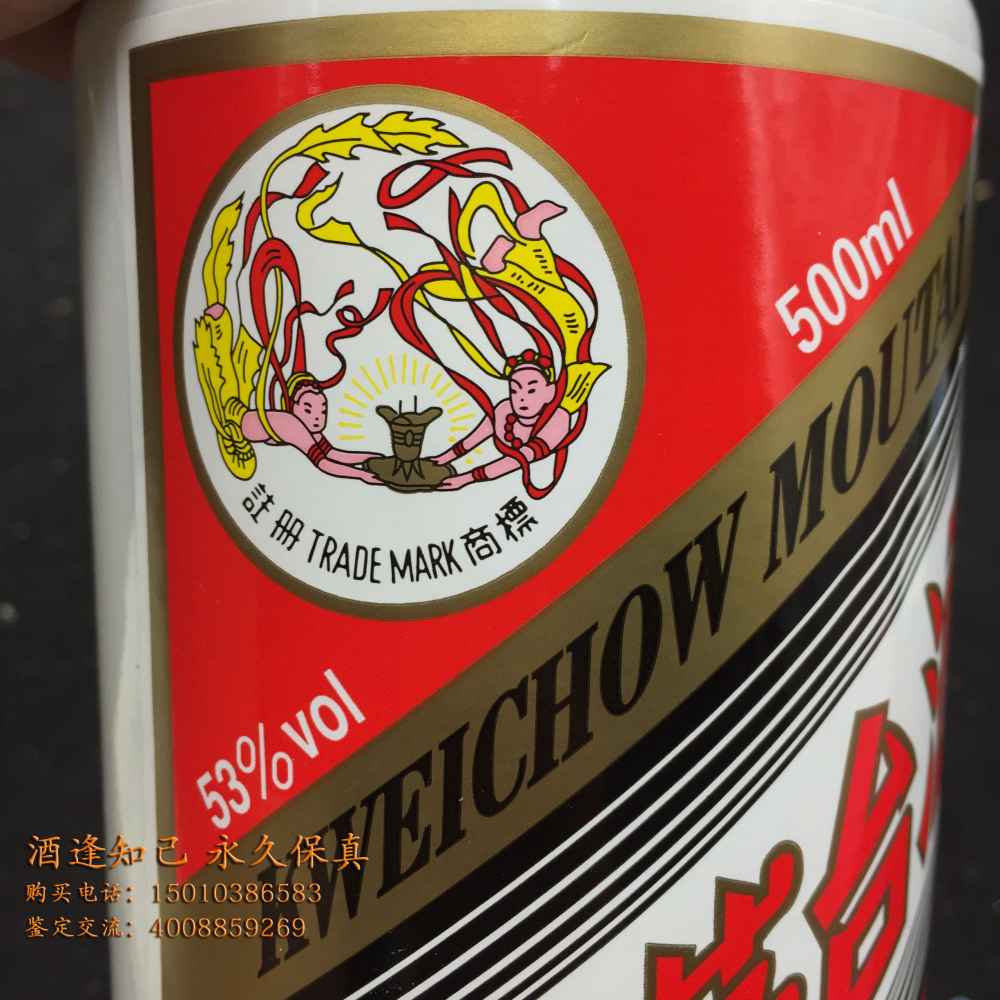 註冊 TRADE MARK 商標
500ml
53%vol
KWEICHOW MOUTAI
台
酒逢知己 永久保真
购买电话：15010386583
鉴定交流：4008859269